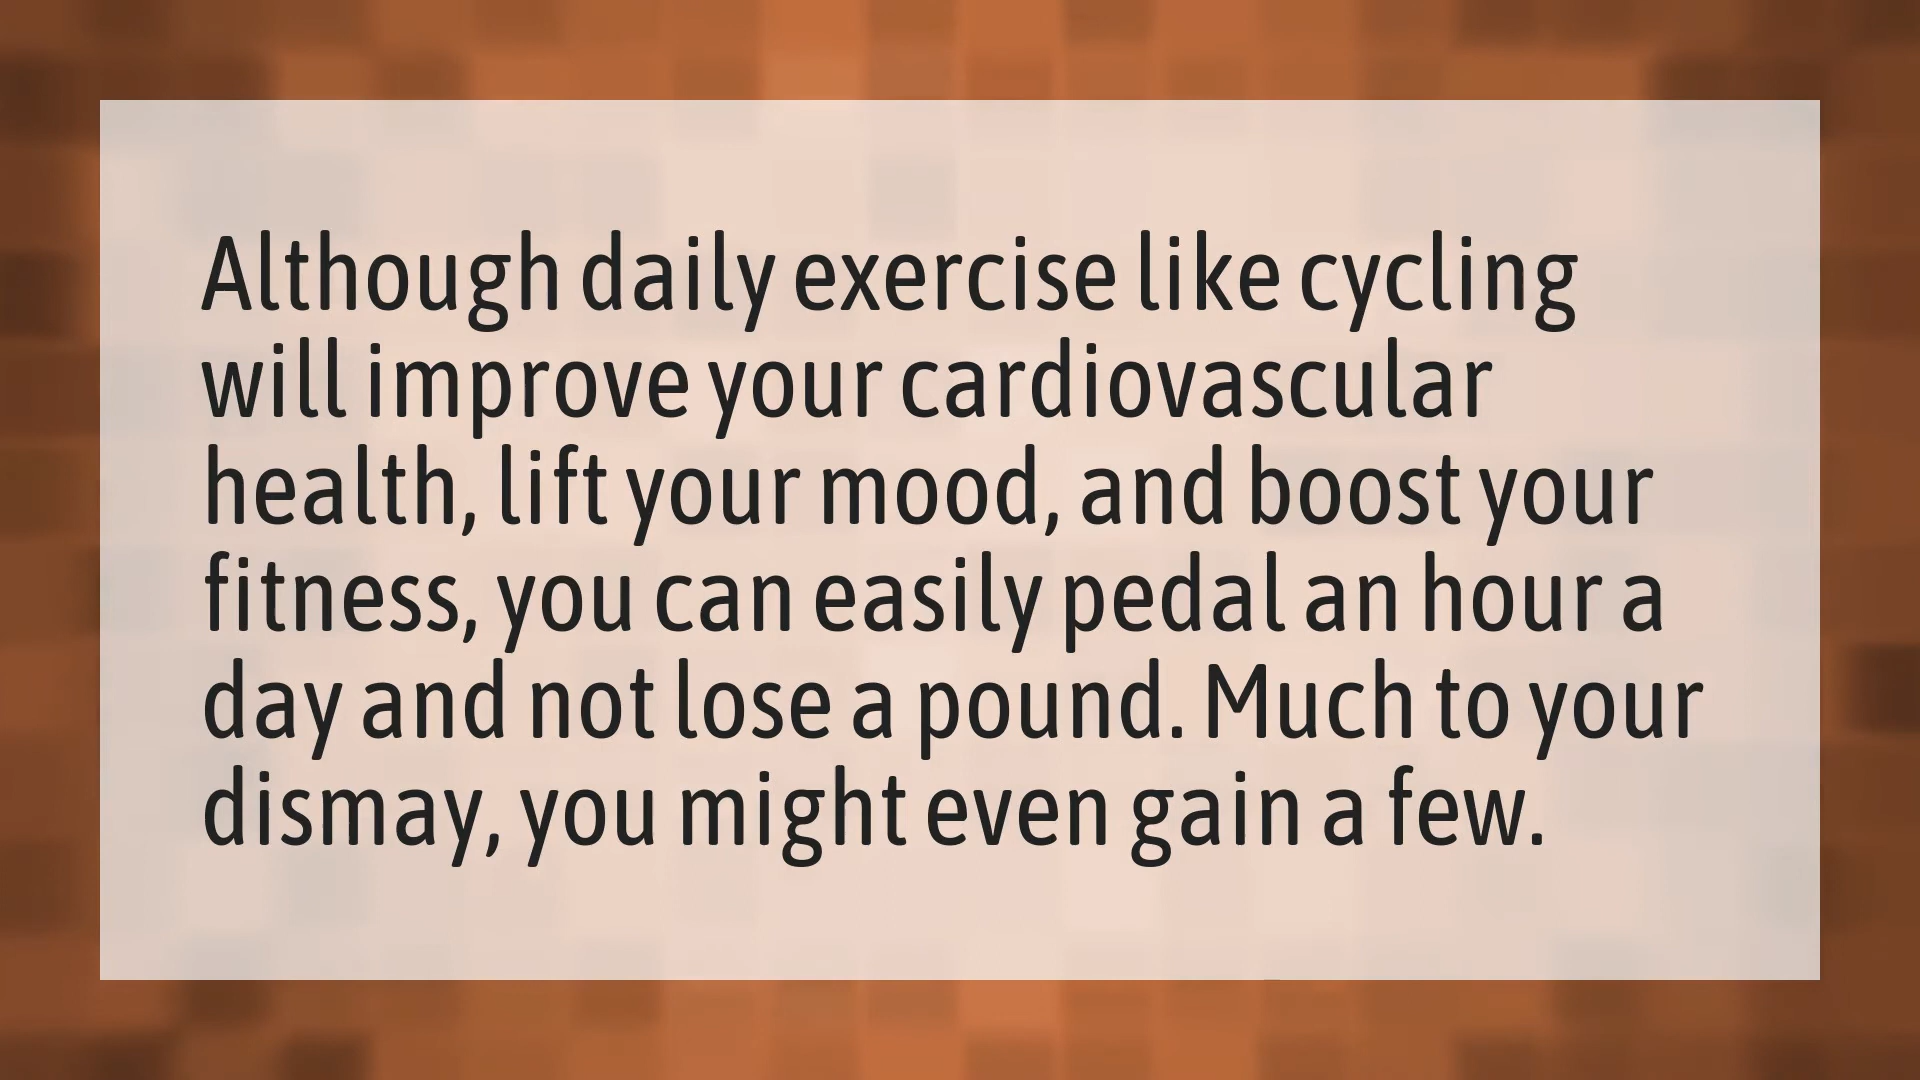 Although daily exercise like cycling
will improve your cardiovascular
health, lift your mood, and boost your
fitness, you can easily pedal an hour a
day and not lose a pound. Much to your
dismay, you might even gain a few.